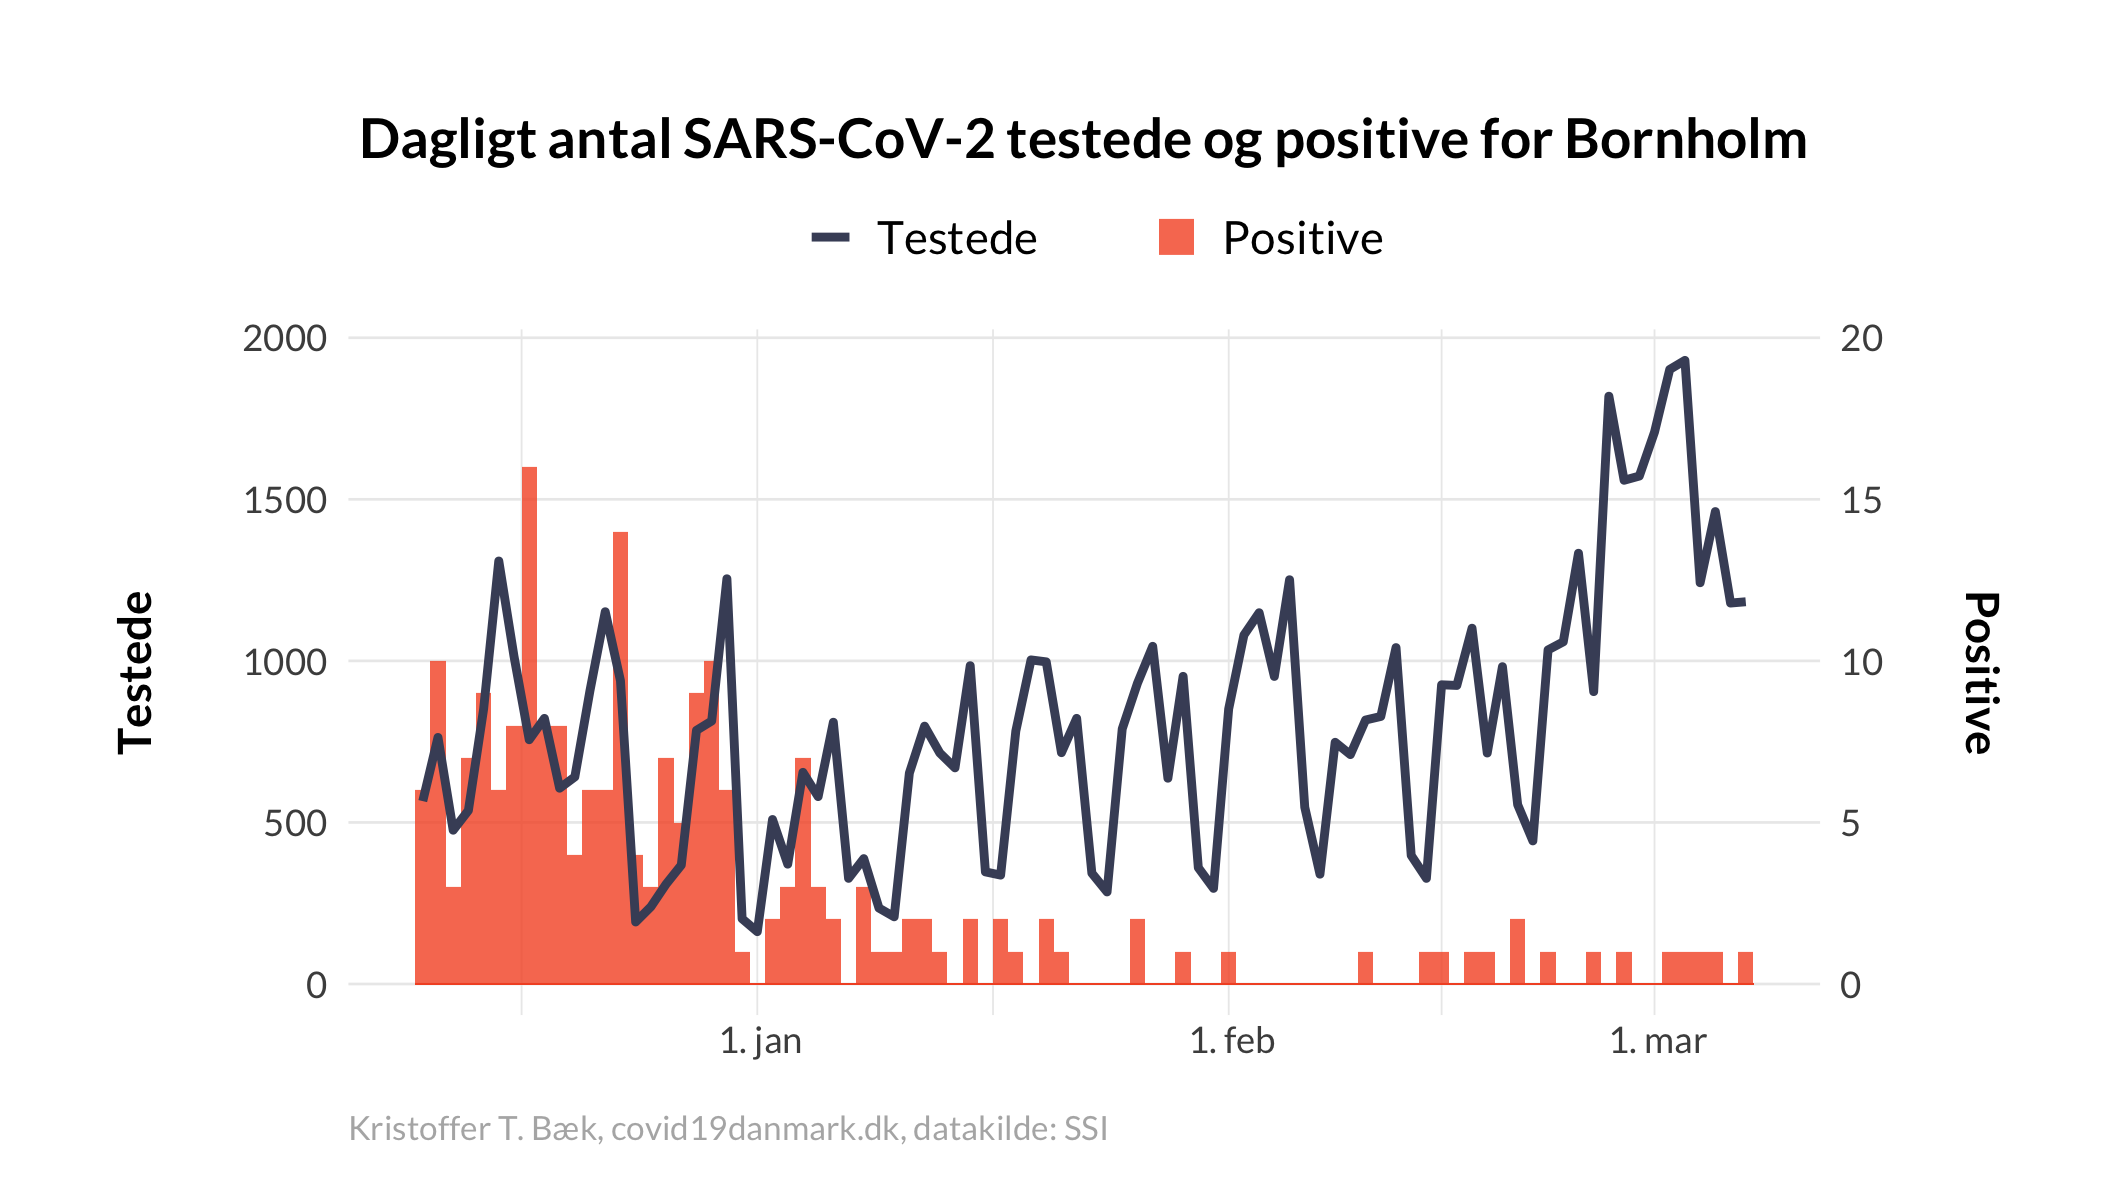 Dagligt antal SARS-CoV-2 testede og positive for Bornholm
Testede Positive
2000 20
1500 15
1000 10
500 5
0 0
Testede
Positive
1. jan 1. feb 1. mar
Kristoffer T. Bæk, covid19danmark.dk, datakilde: SSI